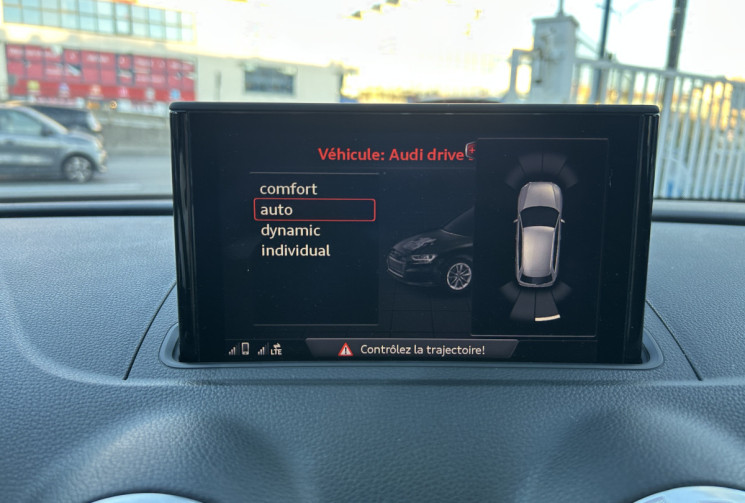 Véhicule: Audi drive
comfort
auto
dynamic
individual
LTE
Contrôlez la trajectoire!